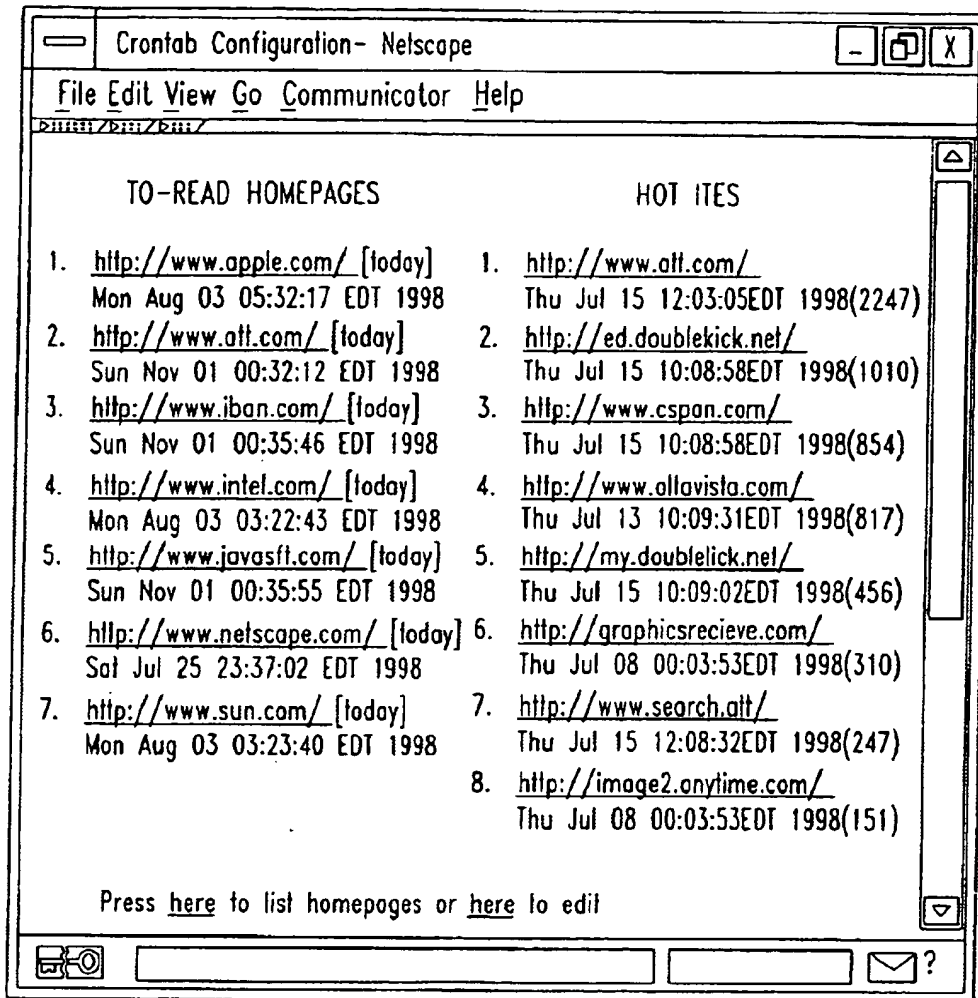 Crontab Configuration- Netscape
- X
File Edit View Go Communicator Help
TO-READ HOMEPAGES
1. http://www.apple.com/ [today]
Mon Aug 03 05:32:17 EDT 1998
2. http://www.att.com/ [today]
Sun Nov 01 00:32:12 EDT 1998
3. http://www.iban.com/ [today]
Sun Nov 01 00:35:46 EDT 1998
4. http://www.intel.com/ [today]
Mon Aug 03 03:22:43 EDT 1998
5. http://www.javasft.com/ [today]
Sun Nov 01 00:35:55 EDT 1998
6. http://www.netscape.com/ [today]
Sat Jul 25 23:37:02 EDT 1998
7. http://www.sun.com/ [today]
Mon Aug 03 03:23:40 EDT 1998
HOT ITES
1. http://www.att.com/
Thu Jul 15 12:03:05EDT 1998(2247)
2. http://ed.doublekick.net/
Thu Jul 15 10:08:58EDT 1998(1010)
3. http://www.cspan.com/
Thu Jul 15 10:08:58EDT 1998(854)
4. http://www.altavista.com/
Thu Jul 13 10:09:31EDT 1998(817)
5. http://my.doublelick.net/
Thu Jul 15 10:09:02EDT 1998(456)
6. http://graphicsrecieve.com/
Thu Jul 08 00:03:53EDT 1998(310)
7. http://www.search.att/
Thu Jul 15 12:08:32EDT 1998(247)
8. http://image2.anytime.com/
Thu Jul 08 00:03:53EDT 1998(151)
Press here to list homepages or here to edit
?